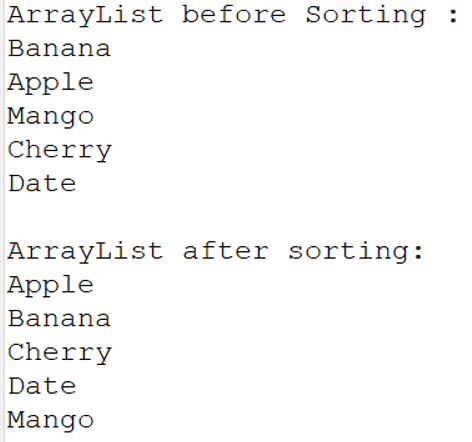 ArrayList before Sorting :
Banana
Apple
Mango
Cherry
Date

ArrayList after sorting:
Apple
Banana
Cherry
Date
Mango